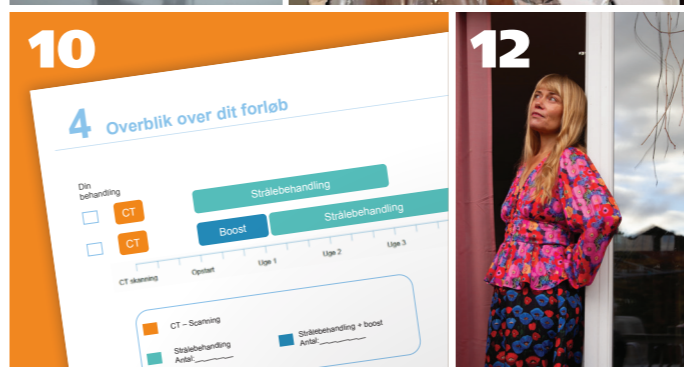 10
12
4 Overblik over dit forløb
Din
behandling
CT
Strålebehandling
CT
Boost
Strålebehandling
CT skanning
Opstart
Uge 1
Uge 2
Uge 3
CT – Scanning
Strålebehandling
Antal:
Strålebehandling + boost
Antal: